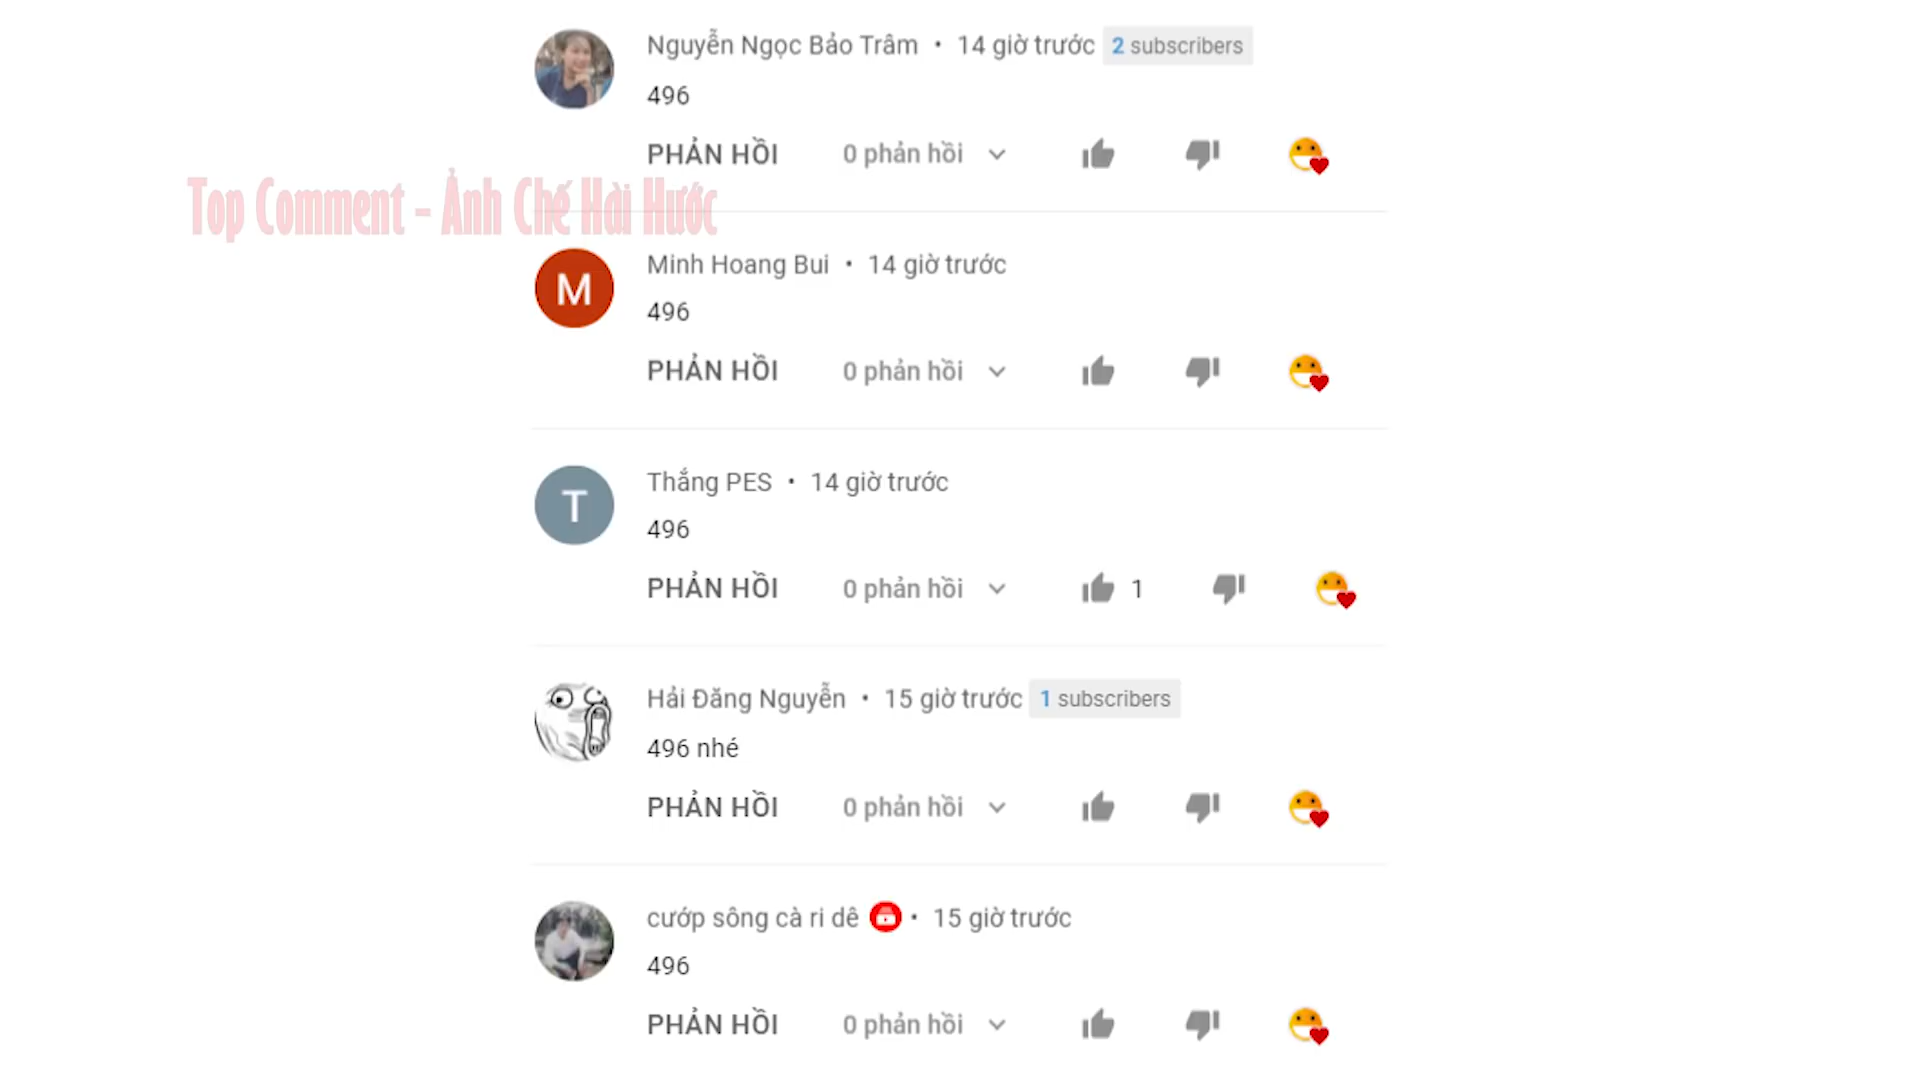 Nguyễn Ngọc Bảo Trâm • 14 giờ trước 2 subscribers
496
PHẢN HỒI 0 phản hồi
Top Comment - Ảnh Chế Hài Hước
M Minh Hoang Bui • 14 giờ trước
496
PHẢN HỒI 0 phản hồi
T Thắng PES • 14 giờ trước
496
PHẢN HỒI 0 phản hồi 1
Hải Đăng Nguyễn • 15 giờ trước 1 subscribers
496 nhé
PHẢN HỒI 0 phản hồi
cướp sông cà ri dê • 15 giờ trước
496
PHẢN HỒI 0 phản hồi